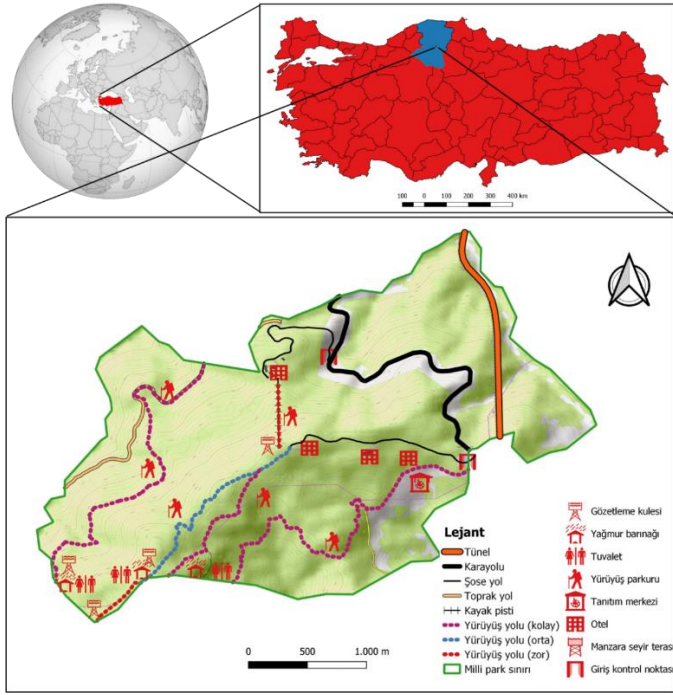 100 0 100 200 300 400 km
Lejant
Tünel
Karayolu
Şose yol
Toprak yol
Kayak pisti
Yürüyüş yolu (kolay)
Yürüyüş yolu (orta)
Yürüyüş yolu (zor)
Milli park sınırı
Gözetleme kulesi
Yağmur barınağı
Tuvalet
Yürüyüş parkuru
Tanıtım merkezi
Otel
Manzara seyir terası
Giriş kontrol noktası
0 500 1.000 m